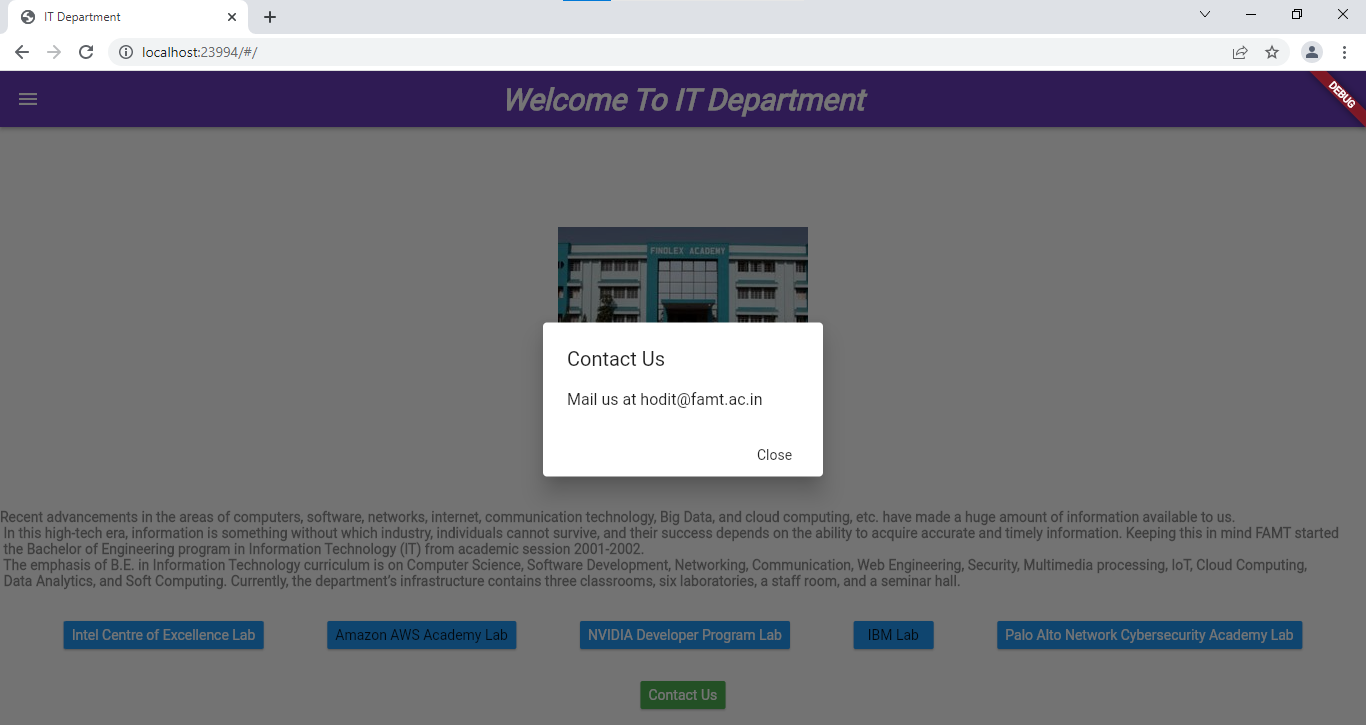 IT Department
localhost:23994/#/
Welcome To IT Department
DEBUG
FINOLEX ACADEMY
Contact Us
Mail us at hodit@famt.ac.in
Close
Recent advancements in the areas of computers, software, networks, internet, communication technology, Big Data, and cloud computing, etc. have made a huge amount of information available to us.
In this high-tech era, information is something without which industry, individuals cannot survive, and their success depends on the ability to acquire accurate and timely information. Keeping this in mind FAMT started
the Bachelor of Engineering program in Information Technology (IT) from academic session 2001-2002.
The emphasis of B.E. in Information Technology curriculum is on Computer Science, Software Development, Networking, Communication, Web Engineering, Security, Multimedia processing, IoT, Cloud Computing,
Data Analytics, and Soft Computing. Currently, the department's infrastructure contains three classrooms, six laboratories, a staff room, and a seminar hall.
Intel Centre of Excellence Lab
Amazon AWS Academy Lab
NVIDIA Developer Program Lab
IBM Lab
Palo Alto Network Cybersecurity Academy Lab
Contact Us